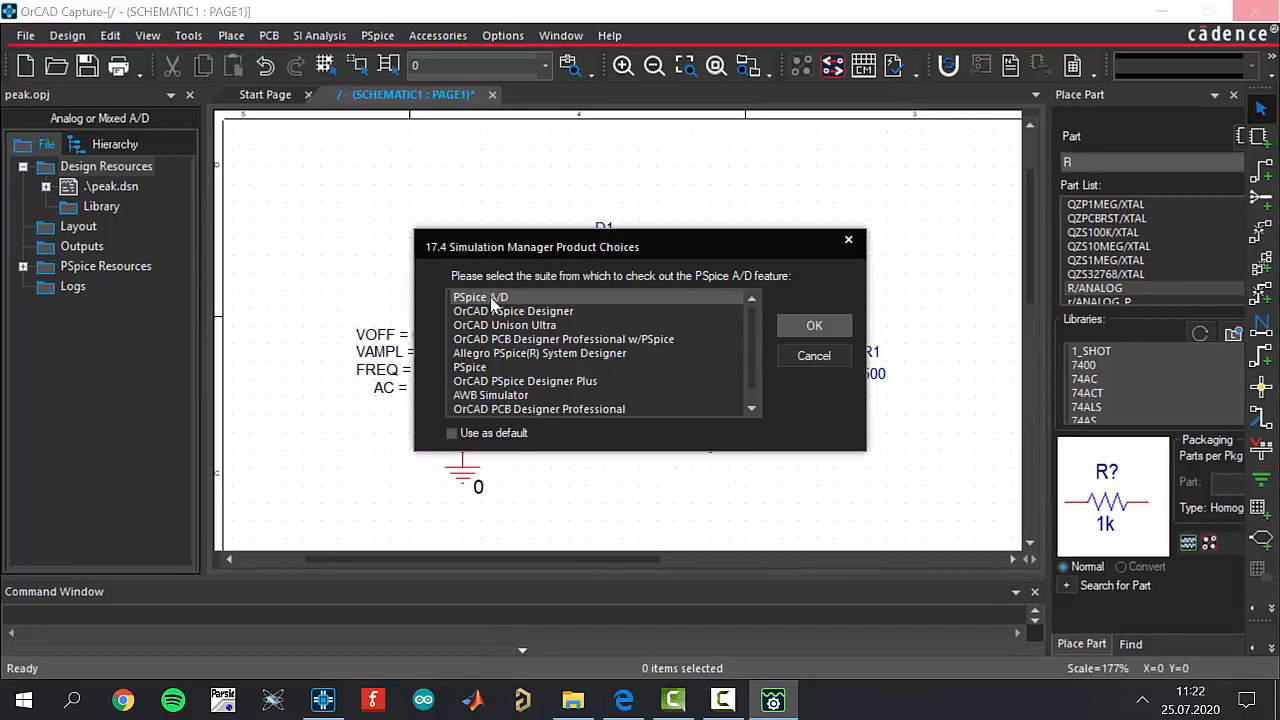 OrCAD Capture-[/ - (SCHEMATIC1 : PAGE1)]
File Design Edit View Tools Place PCB SI Analysis PSpice Accessories Options Window Help
cādence
0
peak.opj
Start Page
/ - (SCHEMATIC1 : PAGE1)*
Place Part
Analog or Mixed A/D
File
Hierarchy
Design Resources
.\peak.dsn
Library
Layout
Outputs
PSpice Resources
Logs
5
4
3
D
C
VOFF =
VAMPL =
FREQ =
AC =
0
R1
17.4 Simulation Manager Product Choices
Please select the suite from which to check out the PSpice A/D feature:
PSpice A/D
OrCAD PSpice Designer
OrCAD Unison Ultra
OrCAD PCB Designer Professional w/PSpice
Allegro PSpice(R) System Designer
PSpice
OrCAD PSpice Designer Plus
AWB Simulator
OrCAD PCB Designer Professional
OK
Cancel
Use as default
Part
R
Part List:
QZP1MEG/XTAL
QZPCBRST/XTAL
QZS100K/XTAL
QZS10MEG/XTAL
QZS1MEG/XTAL
QZS32768/XTAL
R/ANALOG
r/ANALOG_P
Libraries:
1_SHOT
7400
74AC
74ACT
74ALS
74AS
R?
1k
Packaging
Parts per Pkg
Part:
Type: Homog
Normal
Convert
Search for Part
Command Window
Place Part
Find
Ready
0 items selected
Scale=177%
X=0 Y=0
11:22
25.07.2020